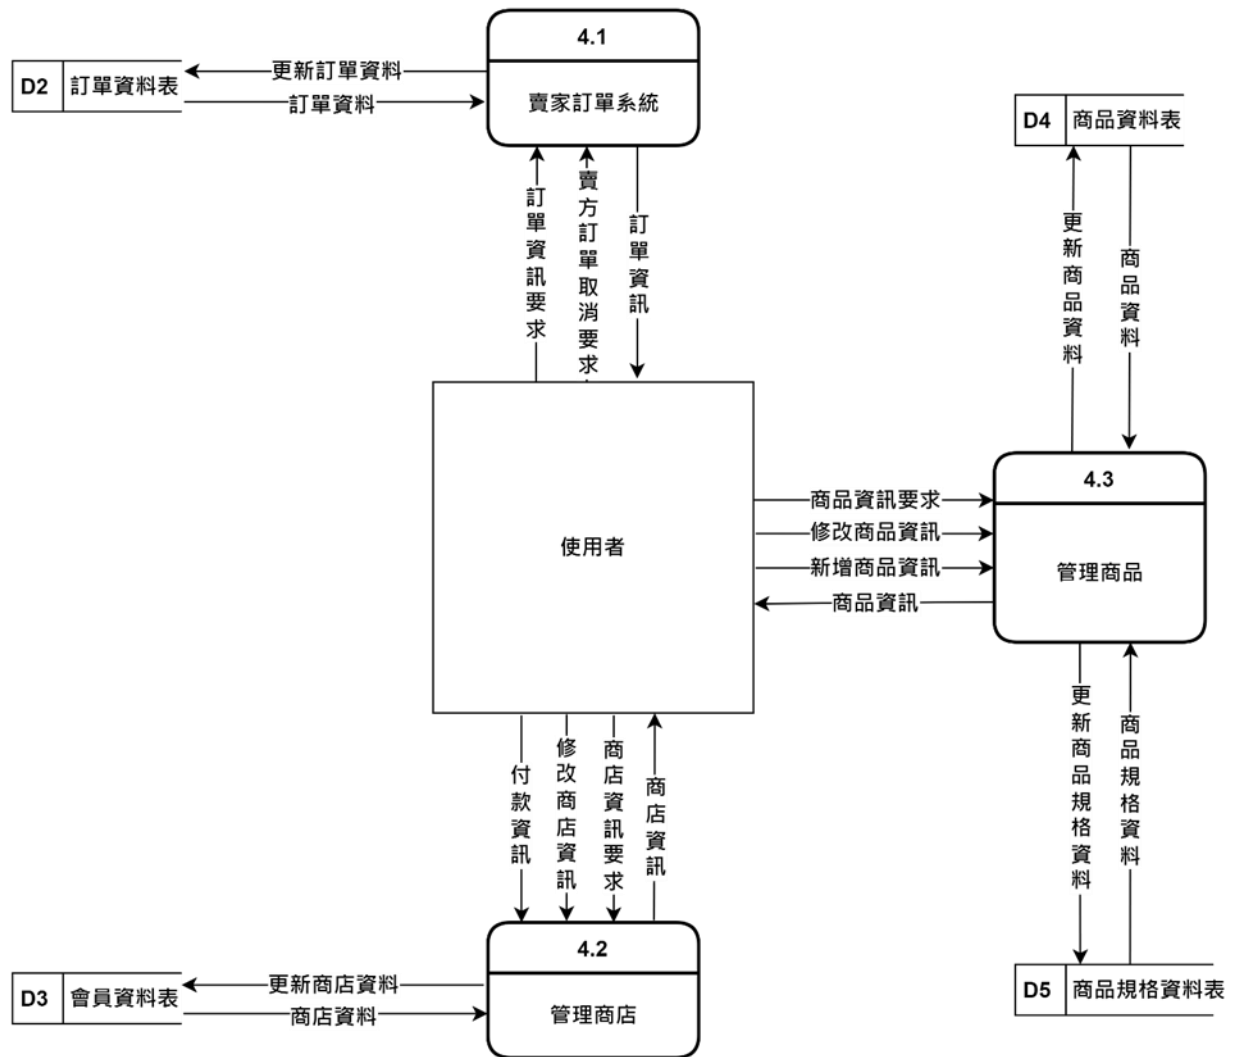 4.1
賣家訂單系統
D2
訂單資料表
更新訂單資料
訂單資料
D4
商品資料表
訂單資訊要求
賣方訂單取消要求
訂單資訊
更新商品資料
商品資料
使用者
商品資訊要求
修改商品資訊
新增商品資訊
商品資訊
4.3
管理商品
付款資訊
修改商店資訊
商店資訊要求
商店資訊
更新商品規格資料
商品規格資料
4.2
管理商店
D3
會員資料表
更新商店資料
商店資料
D5
商品規格資料表